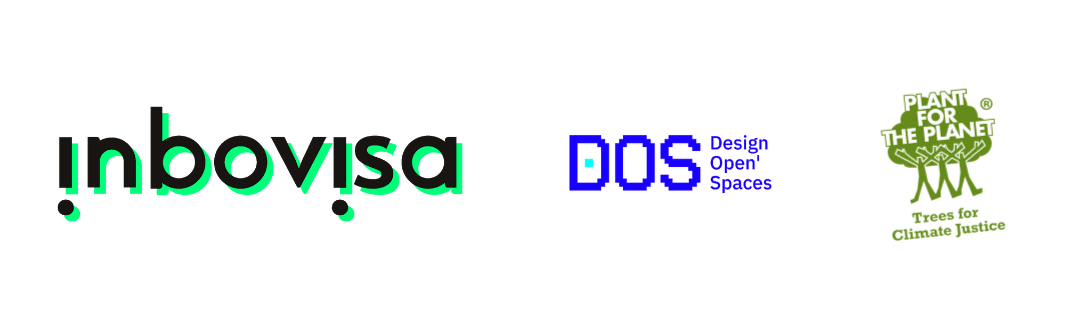 inbovisa
DOS
Design
Open'
Spaces
PLANT
FOR
THE PLANET
®
Trees for
Climate Justice